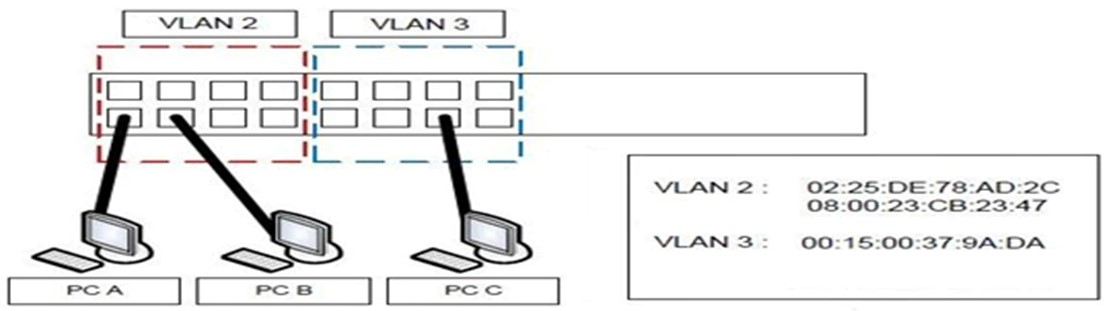 VLAN 2
VLAN 3
VLAN 2 : 02:25:DE:78:AD:2C
08:00:23:CB:23:47
VLAN 3 : 00:15:00:37:9A:DA
PC A
PC B
PC C